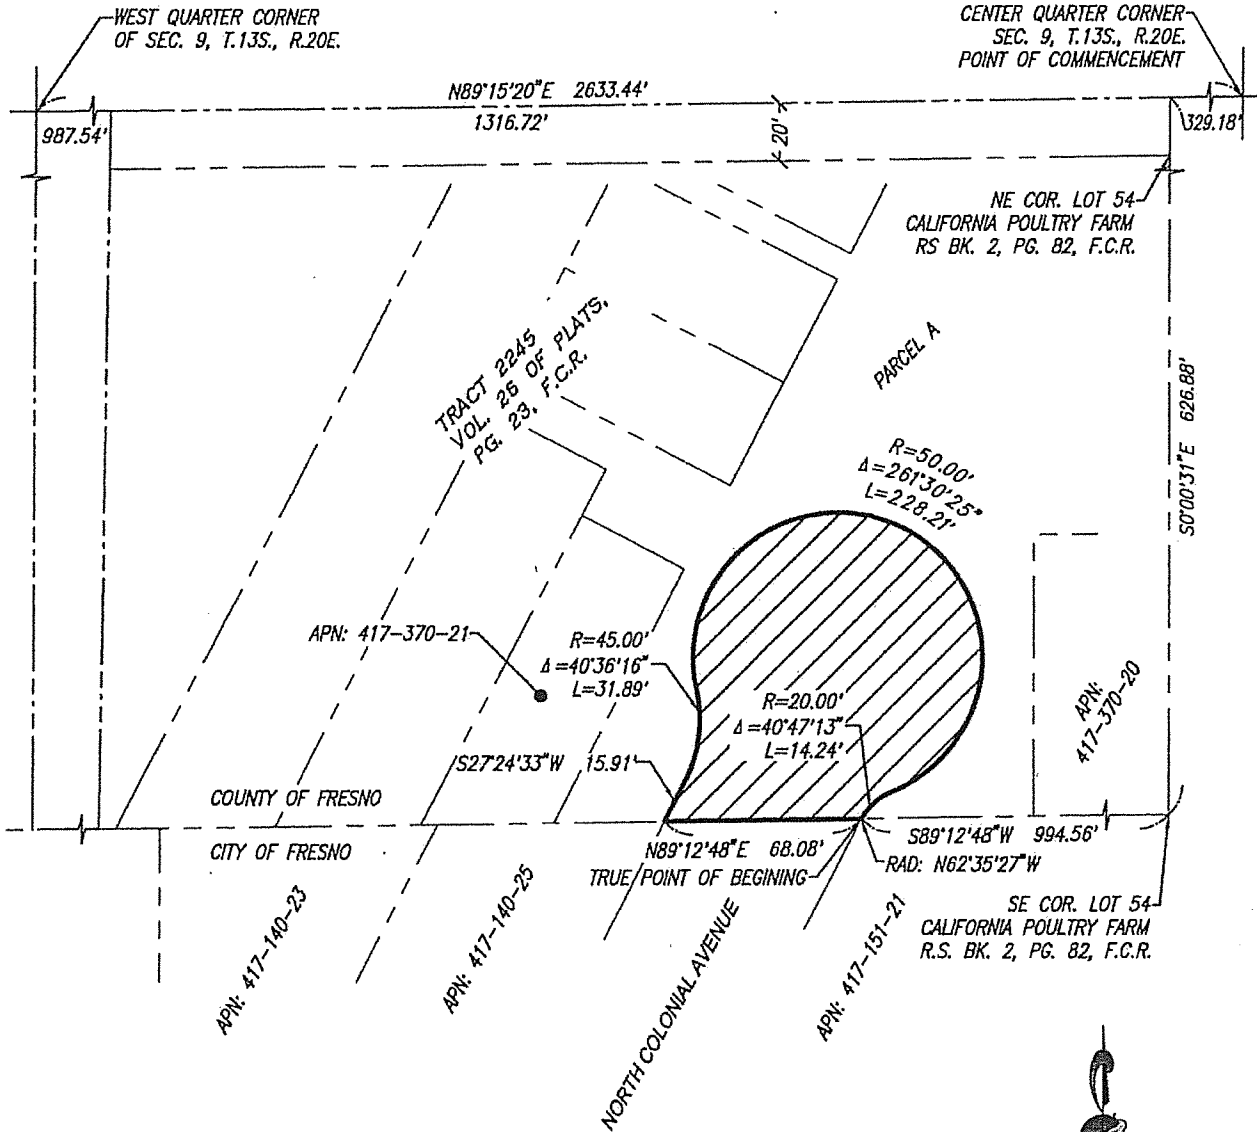 WEST QUARTER CORNER
OF SEC. 9, T.13S., R.20E.
CENTER QUARTER CORNER
SEC. 9, T.13S., R.20E.
POINT OF COMMENCEMENT
N89°15'20"E 2633.44'
987.54'
1316.72'
20'
329.18'
NE COR. LOT 54
CALIFORNIA POULTRY FARM
RS BK. 2, PG. 82, F.C.R.
TRACT 2245
VOL. 26 OF PLATS,
PG. 23, F.C.R.
PARCEL A
S0°00'31"E 626.88'
R=50.00'
Δ=261°30'25"
L=228.21'
APN: 417-370-21
R=45.00'
Δ=40°36'16"
L=31.89'
R=20.00'
Δ=40°47'13"
L=14.24'
APN:
417-370-20
S27°24'33"W 15.91'
COUNTY OF FRESNO
CITY OF FRESNO
N89°12'48"E 68.08'
TRUE POINT OF BEGINING
S89°12'48"W 994.56'
RAD: N62°35'27"W
SE COR. LOT 54
CALIFORNIA POULTRY FARM
R.S. BK. 2, PG. 82, F.C.R.
APN: 417-140-23
APN: 417-140-25
NORTH COLONIAL AVENUE
APN: 417-151-21